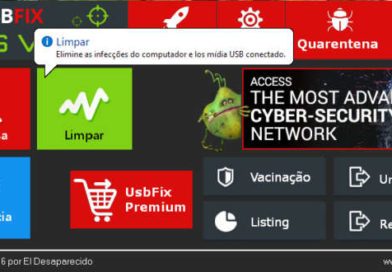 BFIX
Limpar
Elimine as infecções do computador e los mídia USB conectado.
Quarentena
Limpar
ACCESS
THE MOST ADVA
CYBER-SECURITY
NETWORK
UsbFix
Premium
Vacinação
Listing
6 por El Desaparecido